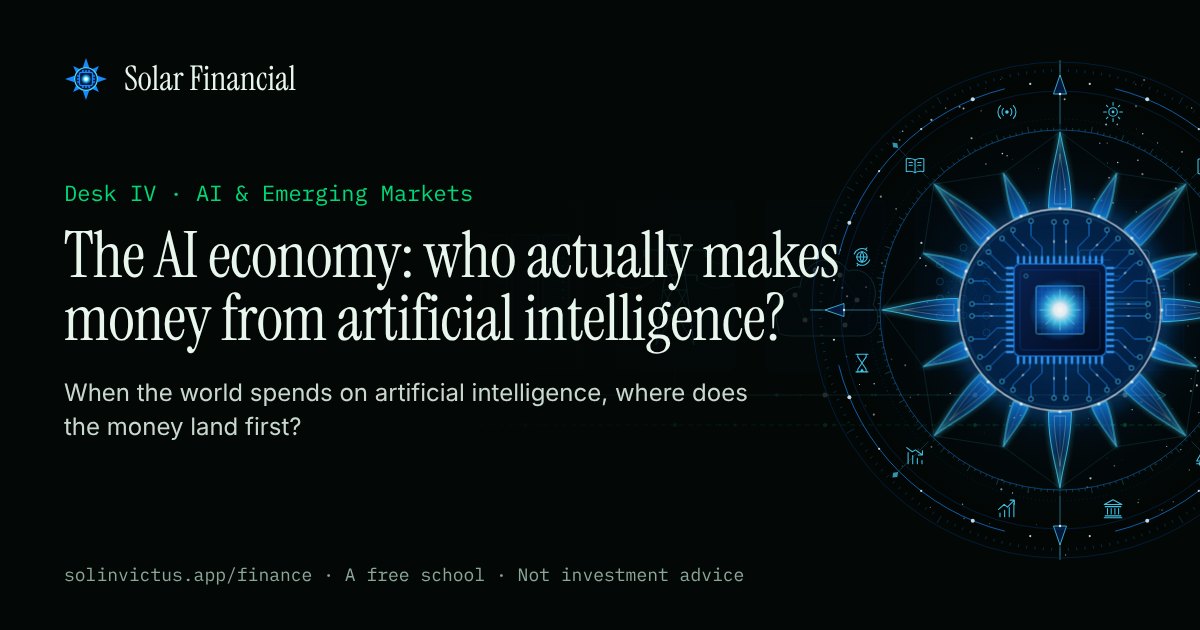 Solar Financial
Desk IV · AI & Emerging Markets
The AI economy: who actually makes
money from artificial intelligence?
When the world spends on artificial intelligence, where does
the money land first?
solinvictus.app/finance · A free school · Not investment advice